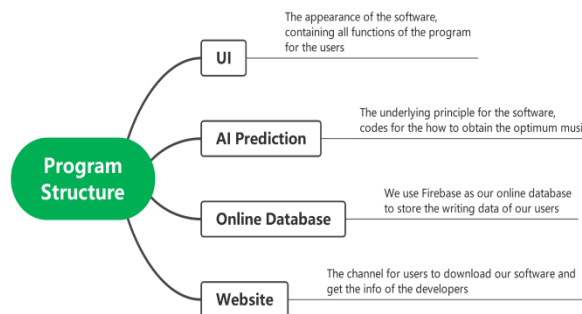 Program
Structure
UI
The appearance of the software,
containing all functions of the program
for the users
AI Prediction
The underlying principle for the software,
codes for the how to obtain the optimum musi
Online Database
We use Firebase as our online database
to store the writing data of our users
Website
The channel for users to download our software and
get the info of the developers